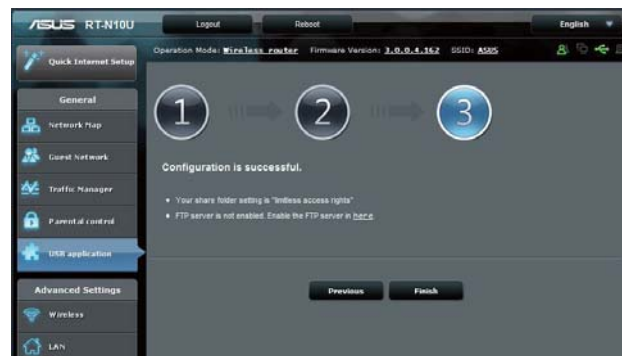 ASUS RT-N10U
Logout
Reboot
English
Operation Mode: Wireless router Firmware Version: 3.0.0.4.162 SSID: ASUS
Quick Internet Setup
General
Network Map
Guest Network
Traffic Manager
Parental control
USB application
Advanced Settings
Wireless
LAN
1
2
3
Configuration is successful.
Your share folder setting is "limitless access rights"
FTP server is not enabled. Enable the FTP server in here.
Previous
Finish